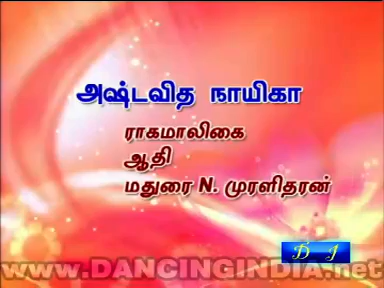 அஷ்டவித நாயிகா
ராகமாலிகை
ஆதி
மதுரை N. முரளிதரன்
D J
www.DANCINGINDIA.net